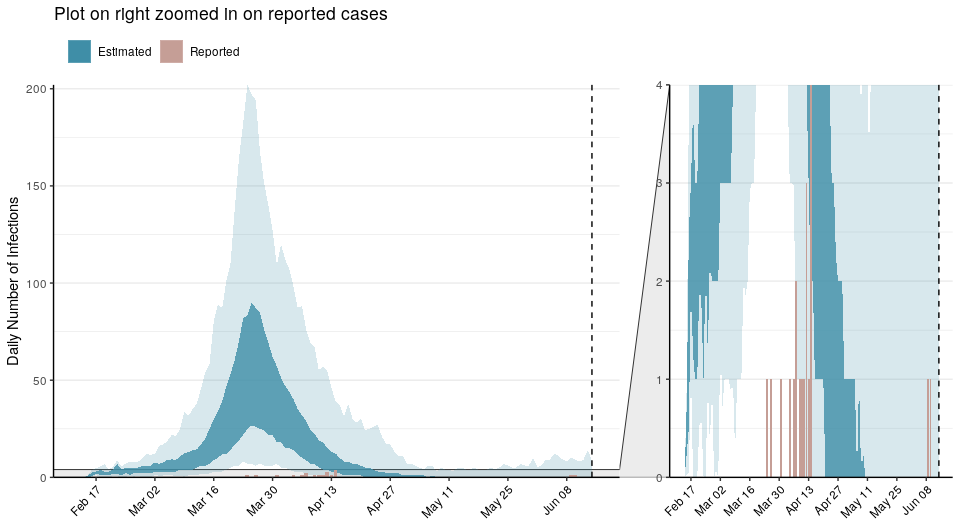 Plot on right zoomed in on reported cases
Estimated Reported
Daily Number of Infections
200
150
100
50
0
Feb 17 Mar 02 Mar 16 Mar 30 Apr 13 Apr 27 May 11 May 25 Jun 08
4
3
2
1
0
Feb 17 Mar 02 Mar 16 Mar 30 Apr 13 Apr 27 May 11 May 25 Jun 08